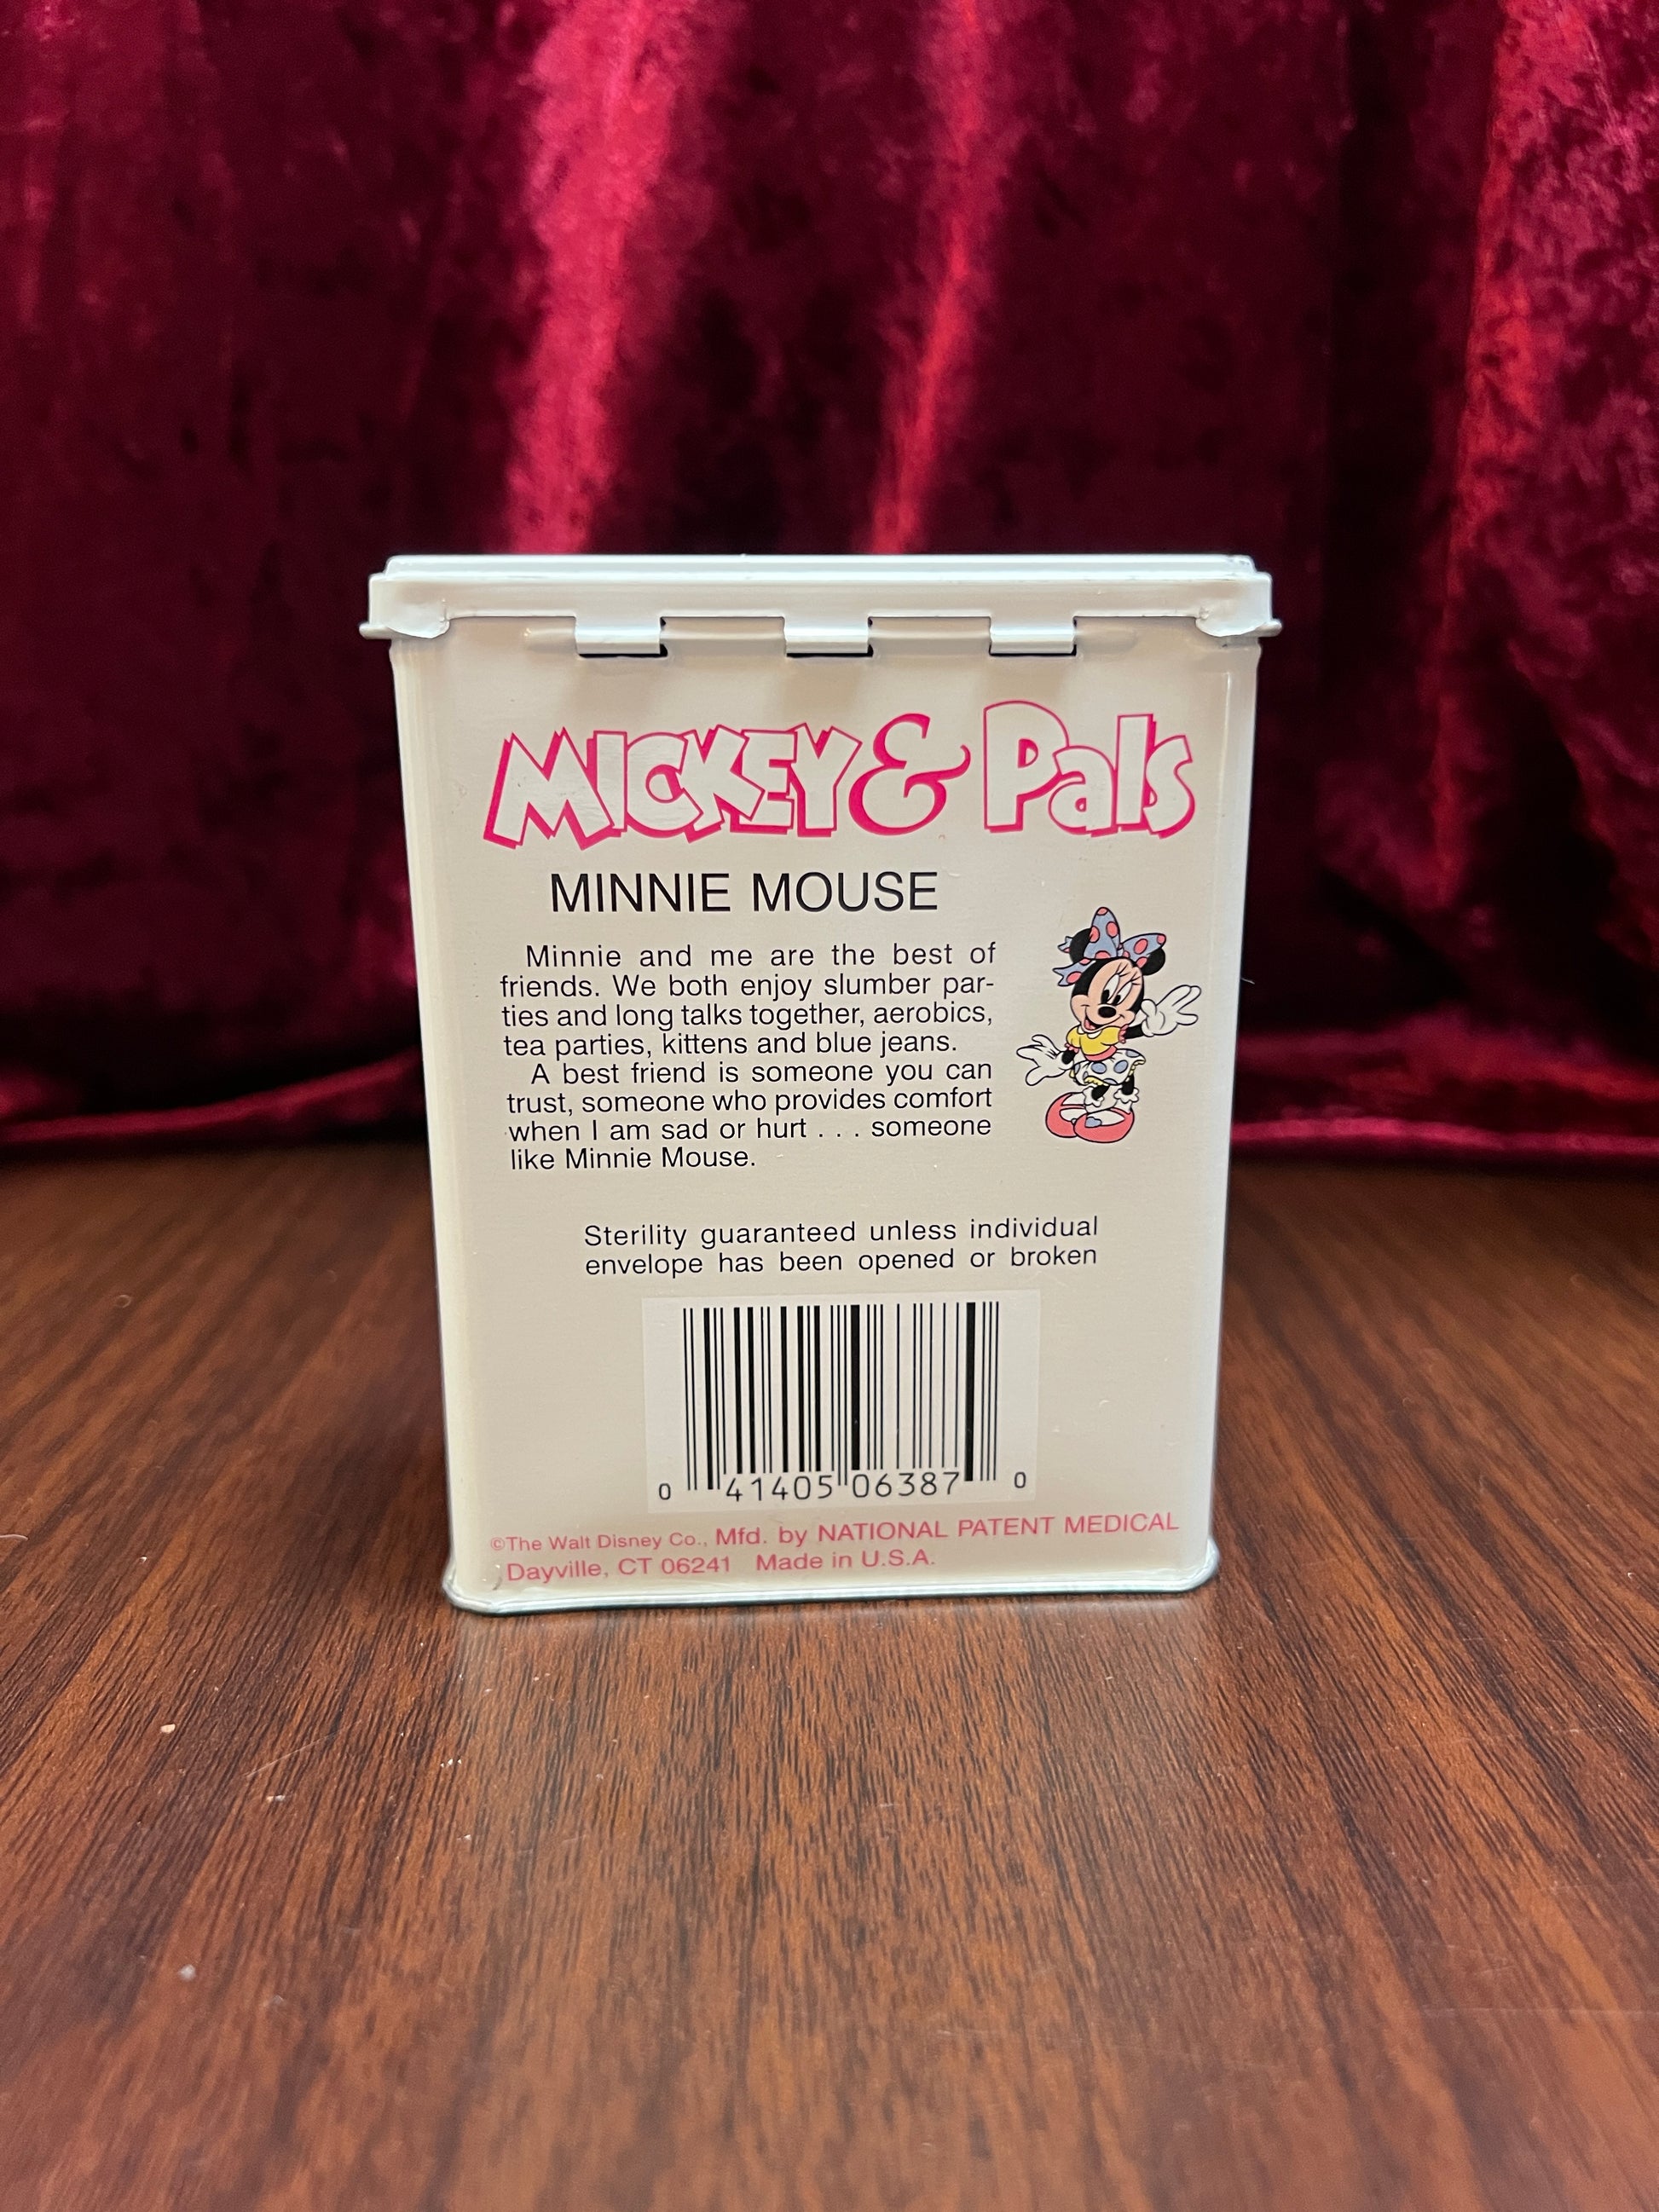 MICKEY & Pals
MINNIE MOUSE
Minnie and me are the best of
friends. We both enjoy slumber par-
ties and long talks together, aerobics,
tea parties, kittens and blue jeans.
A best friend is someone you can
trust, someone who provides comfort
when I am sad or hurt . . . someone
like Minnie Mouse.
Sterility guaranteed unless individual
envelope has been opened or broken
0 41405 06387 0
©The Walt Disney Co., Mfd. by NATIONAL PATENT MEDICAL
Dayville, CT 06241 Made in U.S.A.